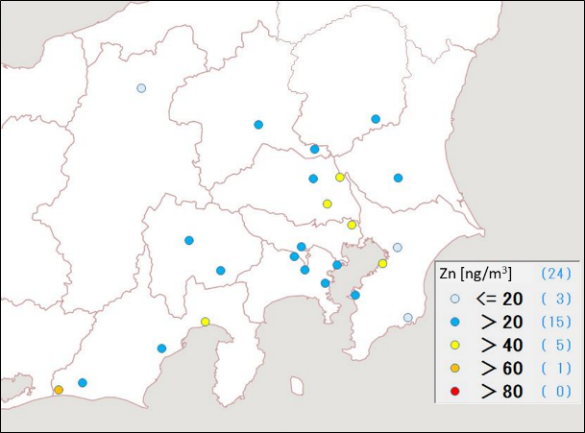 Zn [ng/m³] (24)
<= 20 ( 3)
> 20 (15)
> 40 ( 5)
> 60 ( 1)
> 80 ( 0)